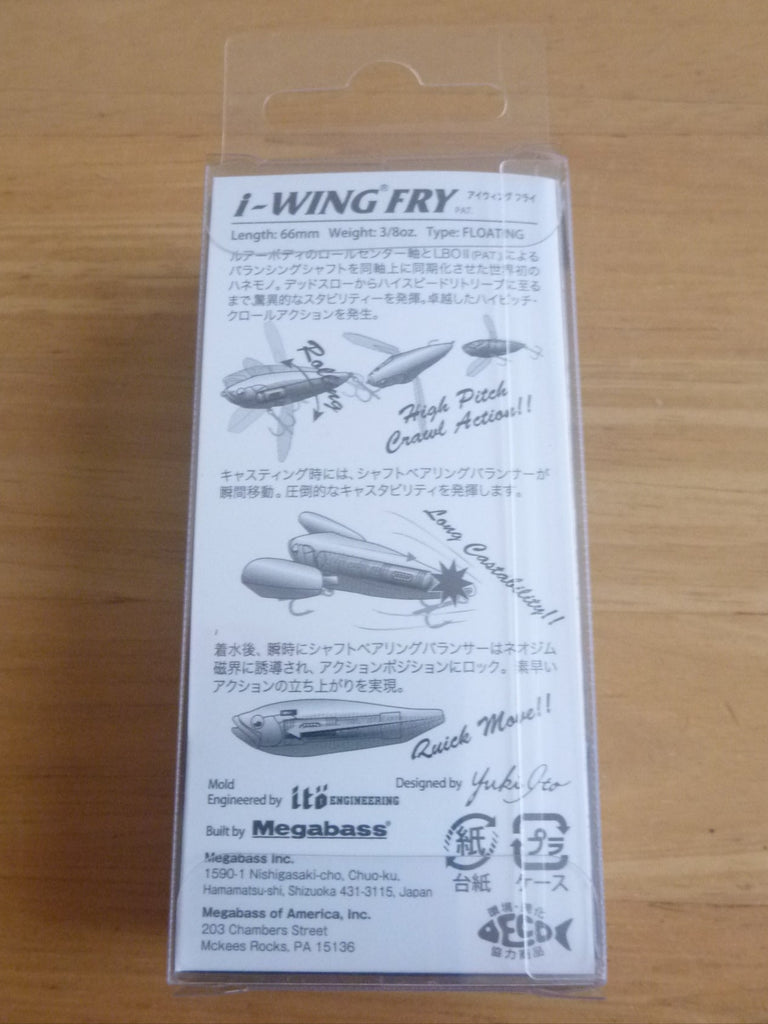 i-WING® FRY PAT. アイウィング フライ
Length: 66mm Weight: 3/8oz. Type: FLOATING
ルアーボディのロールセンター軸とLBOⅡ(PAT.)による
バランシングシャフトを同軸上に同期化させた世界初の
ハネモノ。デッドスローからハイスピードリトリーブに至る
まで、驚異的なスタビリティーを発揮。卓越したハイピッチ・
クロールアクションを発生。
Rolling
High Pitch
Crawl Action!!
キャスティング時には、シャフトベアリングバランサーが
瞬間移動。圧倒的なキャスタビリティを発揮します。
Long Castability!!
着水後、瞬時にシャフトベアリングバランサーはネオジム
磁界に誘導され、アクションポジションにロック。素早い
アクションの立ち上がりを実現。
Quick Move!!
Mold
Engineered by itö ENGINEERING
Designed by Yuki Ito
Built by Megabass®
Megabass Inc.
1590-1 Nishigasaki-cho, Chuo-ku,
Hamamatsu-shi, Shizuoka 431-3115, Japan
Megabass of America, Inc.
203 Chambers Street
Mckees Rocks, PA 15136
紙
台紙
プラ
ケース
ECO
協力商品